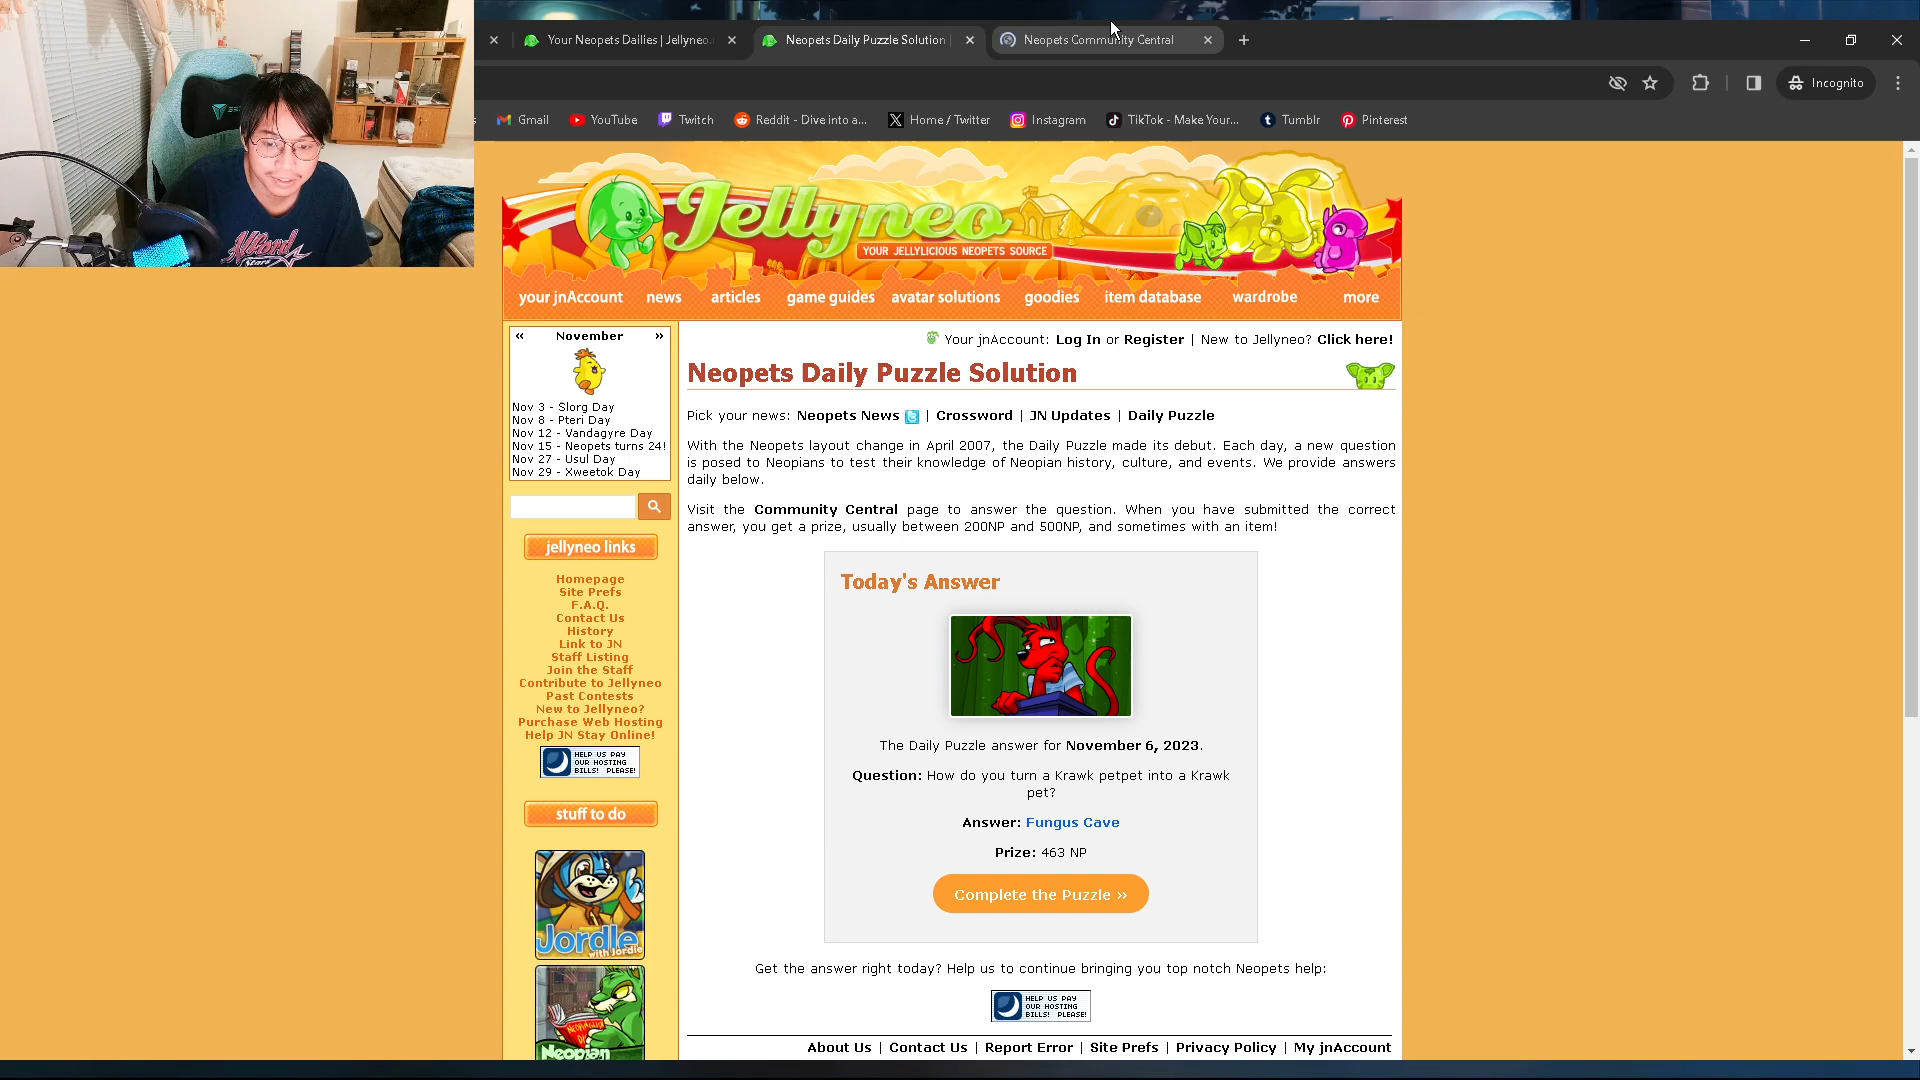 Your Neopets Dailies | Jellyneo.
Neopets Daily Puzzle Solution |
Neopets Community Central
Incognito
Gmail
YouTube
Twitch
Reddit - Dive into a...
Home / Twitter
Instagram
TikTok - Make Your...
Tumblr
Pinterest
Jellyneo
YOUR JELLYLICIOUS NEOPETS SOURCE
your jnAccount news articles game guides avatar solutions goodies item database wardrobe more
« November »
Nov 3 - Slorg Day
Nov 8 - Pteri Day
Nov 12 - Vandagyre Day
Nov 15 - Neopets turns 24!
Nov 27 - Usul Day
Nov 29 - Xweetok Day
jellyneo links
Homepage
Site Prefs
F.A.Q.
Contact Us
History
Link to JN
Staff Listing
Join the Staff
Contribute to Jellyneo
Past Contests
New to Jellyneo?
Purchase Web Hosting
Help JN Stay Online!
HELP US PAY
OUR HOSTING
BILLS! PLEASE!
stuff to do
Jordle
with Jordie
Neopian
Your jnAccount: Log In or Register | New to Jellyneo? Click here!
Neopets Daily Puzzle Solution
Pick your news: Neopets News | Crossword | JN Updates | Daily Puzzle
With the Neopets layout change in April 2007, the Daily Puzzle made its debut. Each day, a new question
is posed to Neopians to test their knowledge of Neopian history, culture, and events. We provide answers
daily below.
Visit the Community Central page to answer the question. When you have submitted the correct
answer, you get a prize, usually between 200NP and 500NP, and sometimes with an item!
Today's Answer
The Daily Puzzle answer for November 6, 2023.
Question: How do you turn a Krawk petpet into a Krawk
pet?
Answer: Fungus Cave
Prize: 463 NP
Complete the Puzzle »
Get the answer right today? Help us to continue bringing you top notch Neopets help:
HELP US PAY
OUR HOSTING
BILLS! PLEASE!
About Us | Contact Us | Report Error | Site Prefs | Privacy Policy | My jnAccount